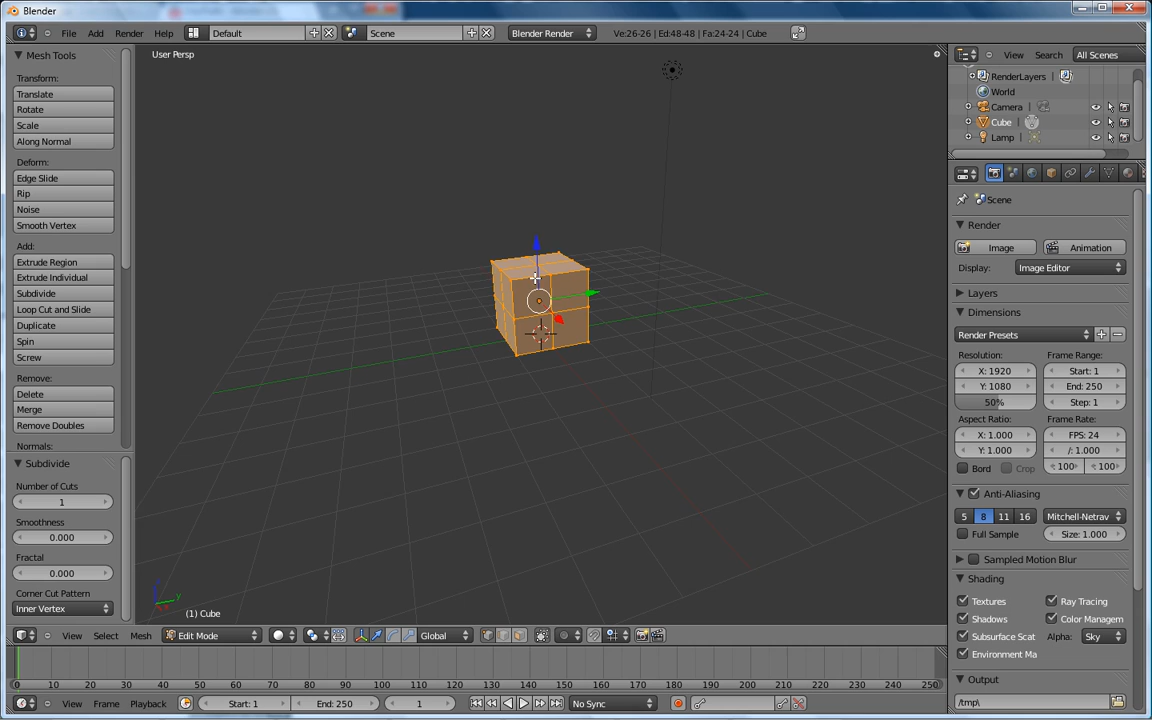 Blender
File Add Render Help Default Scene Blender Render Ve:26-26 | Ed:48-48 | Fa:24-24 | Cube
Mesh Tools
Transform:
Translate
Rotate
Scale
Along Normal
Deform:
Edge Slide
Rip
Noise
Smooth Vertex
Add:
Extrude Region
Extrude Individual
Subdivide
Loop Cut and Slide
Duplicate
Spin
Screw
Remove:
Delete
Merge
Remove Doubles
Normals:
Subdivide
Number of Cuts
1
Smoothness
0.000
Fractal
0.000
Corner Cut Pattern
Inner Vertex
User Persp
y
(1) Cube
View Select Mesh Edit Mode Global
0 10 20 30 40 50 60 70 80 90 100 110 120 130 140 150 160 170 180 190 200 210 220 230 240 250
View Frame Playback Start: 1 End: 250 1 No Sync
View Search All Scenes
RenderLayers |
World
Camera |
Cube |
Lamp |
Scene
Render
Image Animation
Display: Image Editor
Layers
Dimensions
Render Presets
Resolution: Frame Range:
X: 1920 Start: 1
Y: 1080 End: 250
50% Step: 1
Aspect Ratio: Frame Rate:
X: 1.000 FPS: 24
Y: 1.000 /: 1.000
Bord Crop : 100 : 100
Anti-Aliasing
5 8 11 16 Mitchell-Netrav
Full Sample Size: 1.000
Sampled Motion Blur
Shading
Textures Ray Tracing
Shadows Color Managem
Subsurface Scat Alpha: Sky
Environment Ma
Output
/tmp\